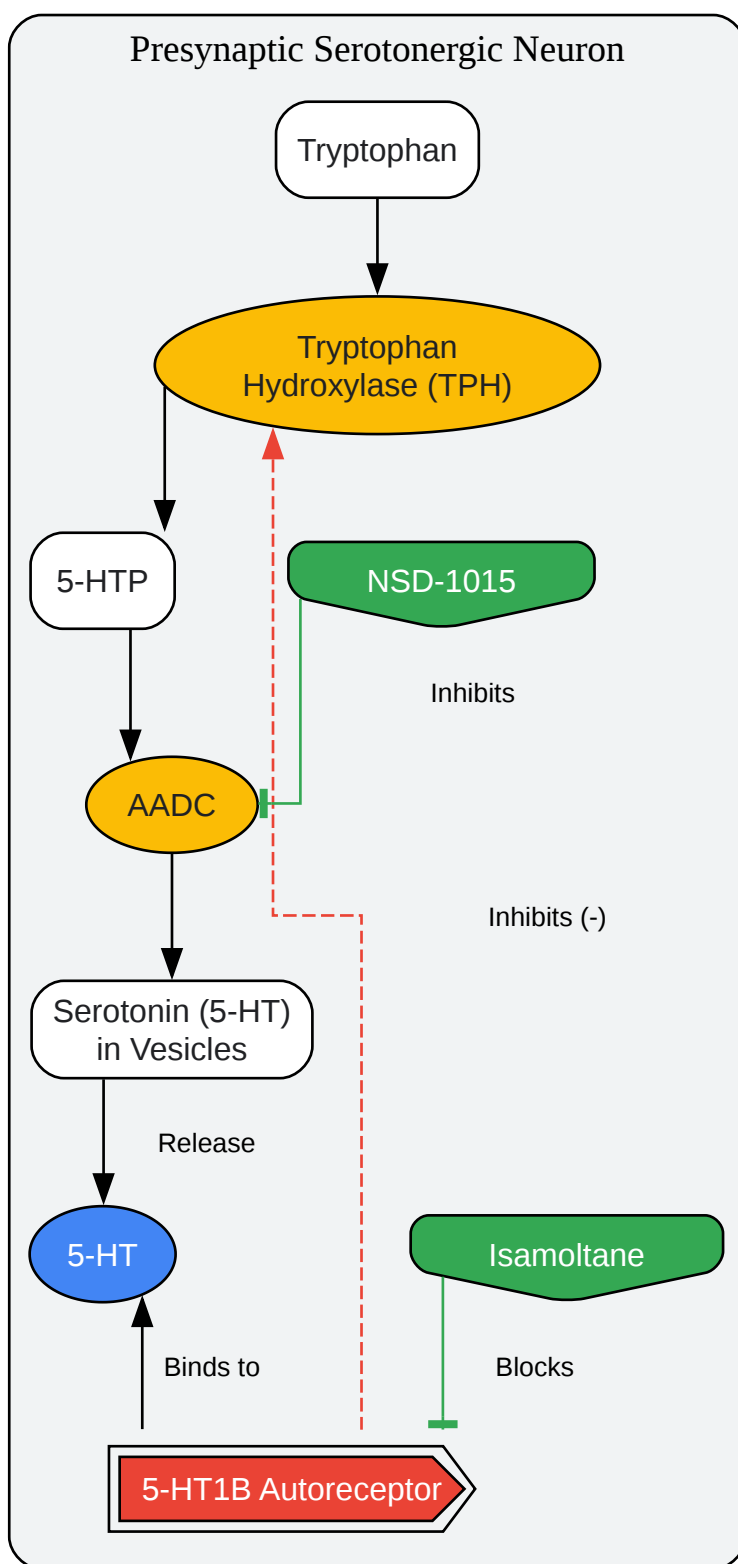 Presynaptic Serotonergic Neuron
Tryptophan
Tryptophan
Hydroxylase (TPH)
5-HTP
NSD-1015
Inhibits
AADC
Inhibits (-)
Serotonin (5-HT)
in Vesicles
Release
5-HT
Isamoltane
Binds to
Blocks
5-HT1B Autoreceptor